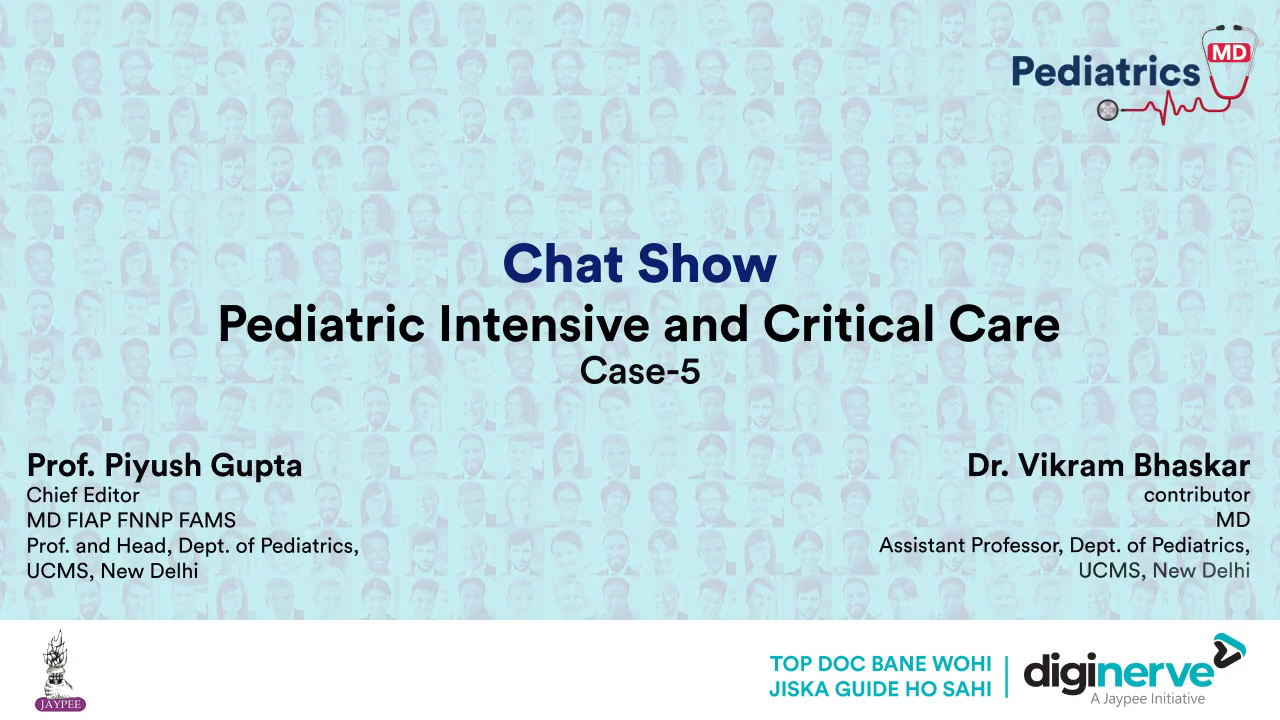 Pediatrics MD
Chat Show
Pediatric Intensive and Critical Care
Case-5
Prof. Piyush Gupta
Chief Editor
MD FIAP FNNP FAMS
Prof. and Head, Dept. of Pediatrics,
UCMS, New Delhi
Dr. Vikram Bhaskar
contributor
MD
Assistant Professor, Dept. of Pediatrics,
UCMS, New Delhi
JAYPEE
TOP DOC BANE WOHI
JISKA GUIDE HO SAHI
diginerve
A Jaypee Initiative